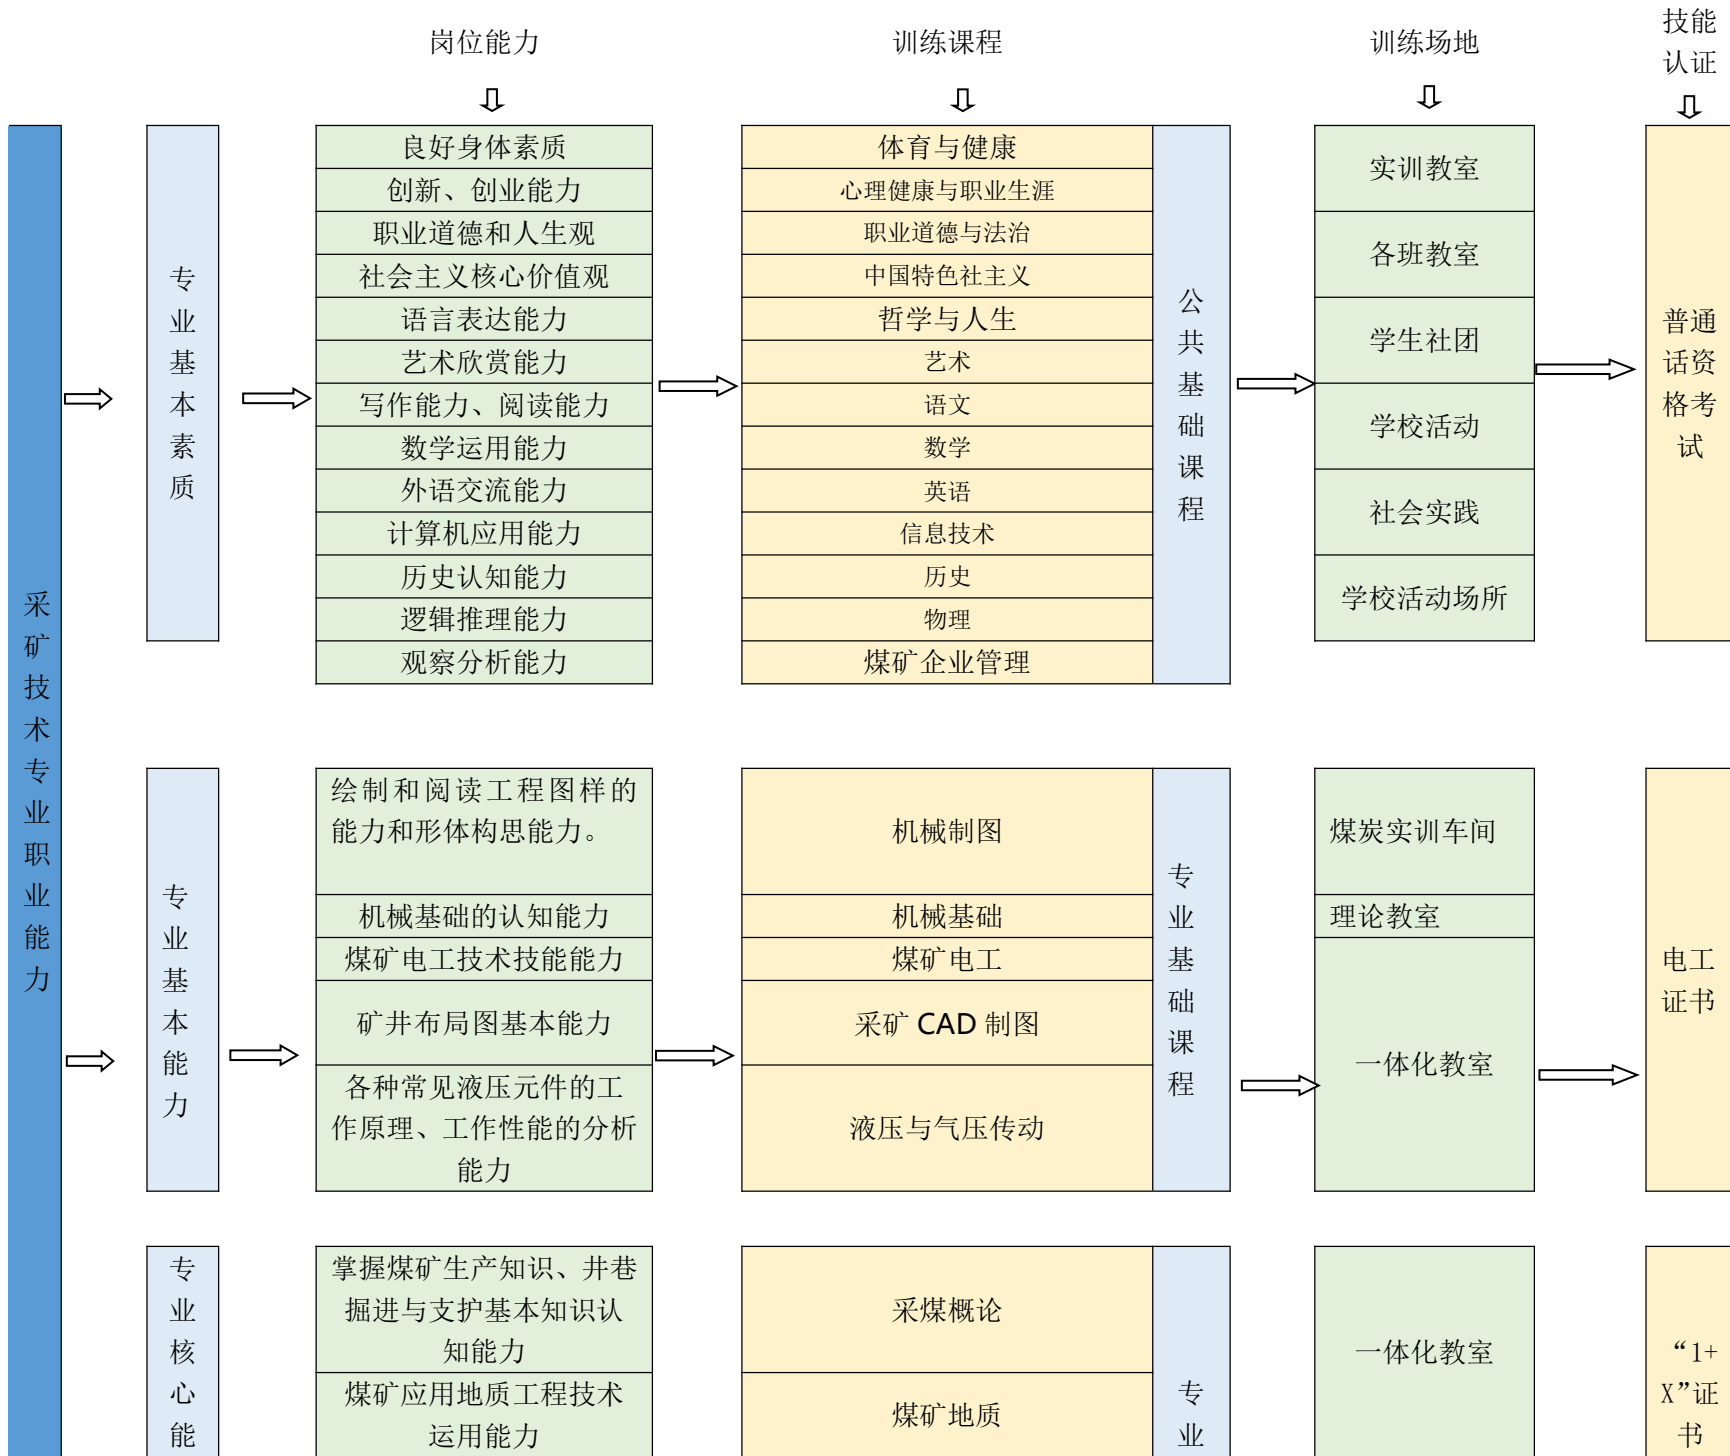 岗位能力
训练课程
训练场地
技能
认证
采矿技术专业职业能力
专业基本素质
良好身体素质
创新、创业能力
职业道德和人生观
社会主义核心价值观
语言表达能力
艺术欣赏能力
写作能力、阅读能力
数学运用能力
外语交流能力
计算机应用能力
历史认知能力
逻辑推理能力
观察分析能力
体育与健康
心理健康与职业生涯
职业道德与法治
中国特色社主义
哲学与人生
艺术
语文
数学
英语
信息技术
历史
物理
煤矿企业管理
公共基础课程
实训教室
各班教室
学生社团
学校活动
社会实践
学校活动场所
普通
话资
格考
试
专业基本能力
绘制和阅读工程图样的
能力和形体构思能力。
机械基础的认知能力
煤矿电工技术技能能力
矿井布局图基本能力
各种常见液压元件的工
作原理、工作性能的分析
能力
机械制图
机械基础
煤矿电工
采矿 CAD 制图
液压与气压传动
专业基础课程
煤炭实训车间
理论教室
一体化教室
电工
证书
专业核心能
掌握煤矿生产知识、井巷
掘进与支护基本知识认
知能力
煤矿应用地质工程技术
运用能力
采煤概论
煤矿地质
专业
一体化教室
“1+
X”证
书